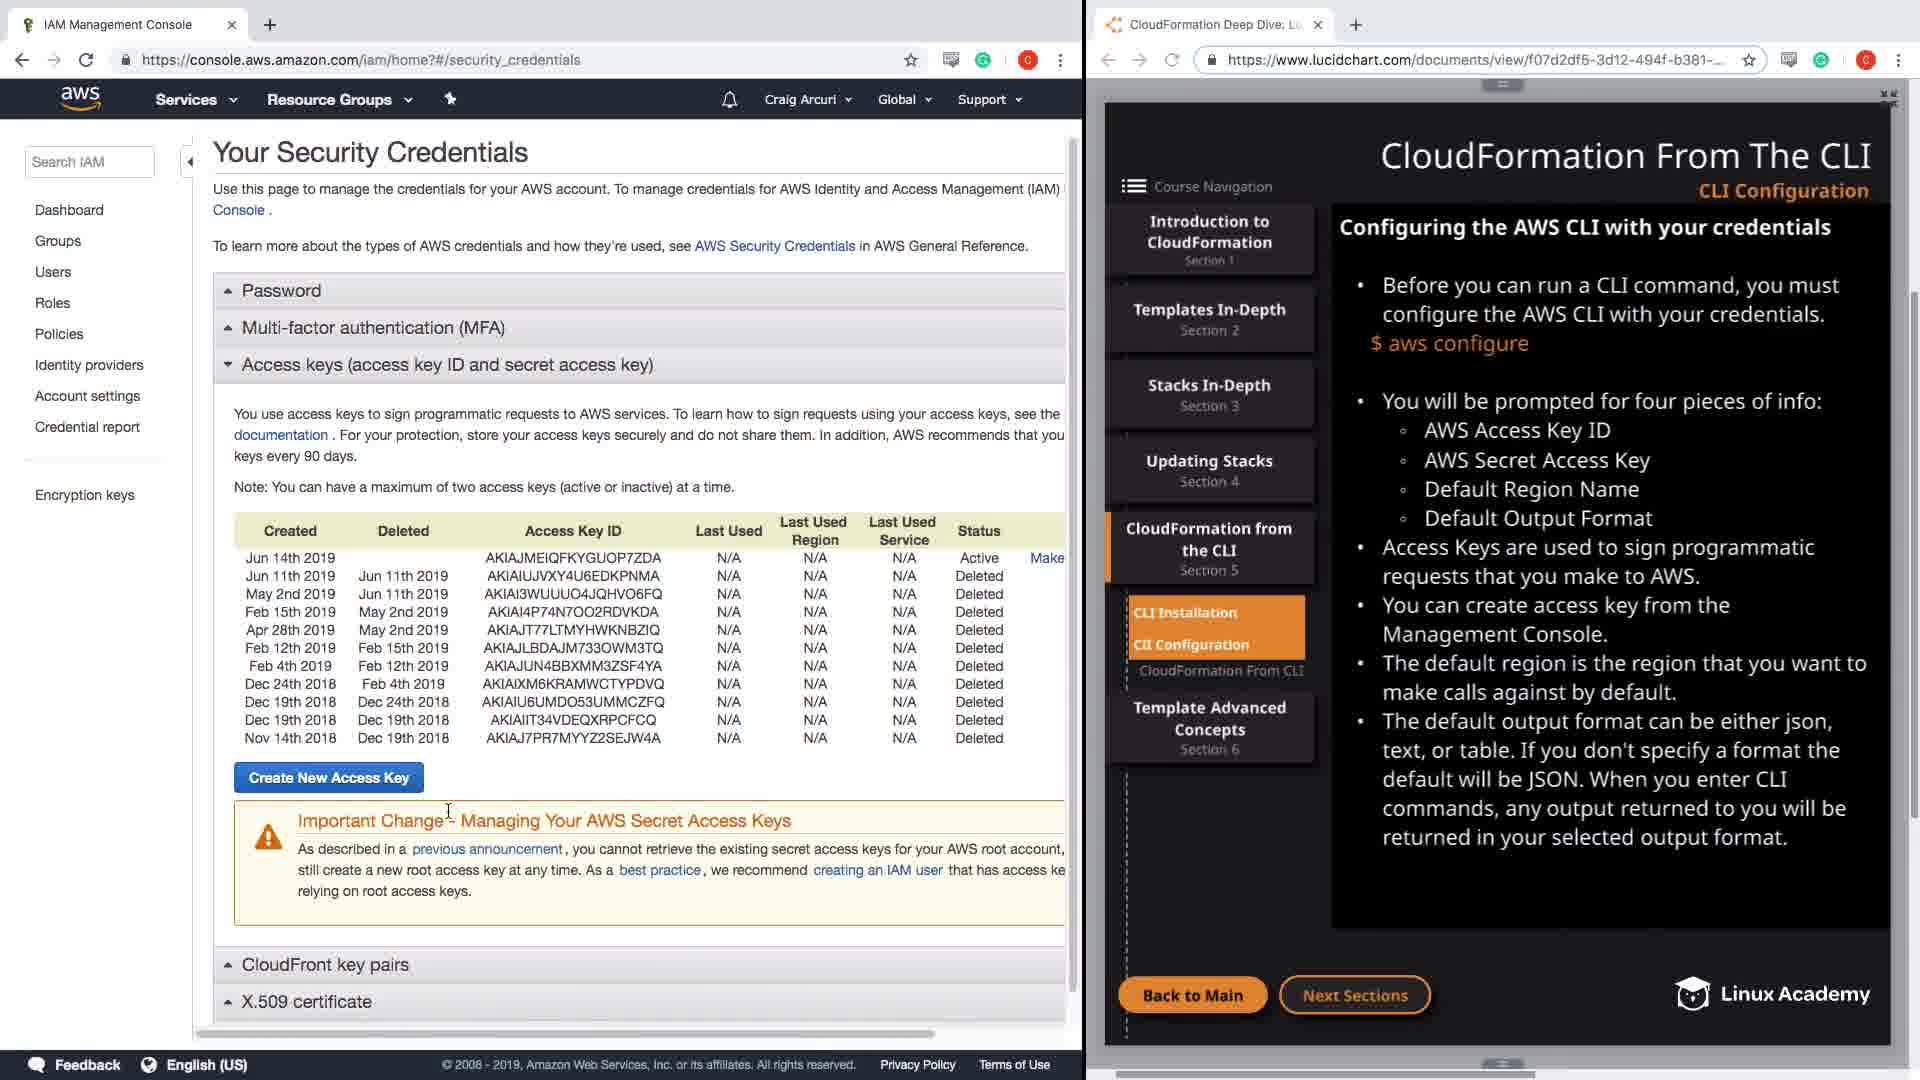 IAM Management Console
https://console.aws.amazon.com/iam/home?#/security_credentials
C
aws
Services
Resource Groups
Craig Arcuri
Global
Support
Search IAM
Dashboard
Groups
Users
Roles
Policies
Identity providers
Account settings
Credential report
Encryption keys
Your Security Credentials
Use this page to manage the credentials for your AWS account. To manage credentials for AWS Identity and Access Management (IAM)
Console .
To learn more about the types of AWS credentials and how they're used, see AWS Security Credentials in AWS General Reference.
Password
Multi-factor authentication (MFA)
Access keys (access key ID and secret access key)
You use access keys to sign programmatic requests to AWS services. To learn how to sign requests using your access keys, see the
documentation . For your protection, store your access keys securely and do not share them. In addition, AWS recommends that you
keys every 90 days.
Note: You can have a maximum of two access keys (active or inactive) at a time.
Created Deleted Access Key ID Last Used Last Used Region Last Used Service Status
Jun 14th 2019 AKIAJMEIQFKYGUOP7ZDA N/A N/A N/A Active Make
Jun 11th 2019 Jun 11th 2019 AKIAIUJVXY4U6EDKPNMA N/A N/A N/A Deleted
May 2nd 2019 Jun 11th 2019 AKIAI3WUUUO4JQHVO6FQ N/A N/A N/A Deleted
Feb 15th 2019 May 2nd 2019 AKIAI4P74N7OO2RDVKDA N/A N/A N/A Deleted
Apr 28th 2019 May 2nd 2019 AKIAJT77LTMYHWKNBZIQ N/A N/A N/A Deleted
Feb 12th 2019 Feb 15th 2019 AKIAJLBDAJM733OWM3TQ N/A N/A N/A Deleted
Feb 4th 2019 Feb 12th 2019 AKIAJUN4BBXMM3ZSF4YA N/A N/A N/A Deleted
Dec 24th 2018 Feb 4th 2019 AKIAIXM6KRAMWCTYPDVQ N/A N/A N/A Deleted
Dec 19th 2018 Dec 24th 2018 AKIAIU6UMDO53UMMCZFQ N/A N/A N/A Deleted
Dec 19th 2018 Dec 19th 2018 AKIAIIT34VDEQXRPCFCQ N/A N/A N/A Deleted
Nov 14th 2018 Dec 19th 2018 AKIAJ7PR7MYYZ2SEJW4A N/A N/A N/A Deleted
Create New Access Key
Important Change - Managing Your AWS Secret Access Keys
As described in a previous announcement, you cannot retrieve the existing secret access keys for your AWS root account,
still create a new root access key at any time. As a best practice, we recommend creating an IAM user that has access ke
relying on root access keys.
CloudFront key pairs
X.509 certificate
Feedback
English (US)
© 2008 - 2019, Amazon Web Services, Inc. or its affiliates. All rights reserved.
Privacy Policy
Terms of Use
CloudFormation Deep Dive: Lu
https://www.lucidchart.com/documents/view/f07d2df5-3d12-494f-b381-...
C
CloudFormation From The CLI
CLI Configuration
Course Navigation
Introduction to
CloudFormation
Section 1
Templates In-Depth
Section 2
Stacks In-Depth
Section 3
Updating Stacks
Section 4
CloudFormation from
the CLI
Section 5
CLI Installation
Cll Configuration
CloudFormation From CLI
Template Advanced
Concepts
Section 6
Configuring the AWS CLI with your credentials
• Before you can run a CLI command, you must
configure the AWS CLI with your credentials.
$ aws configure
• You will be prompted for four pieces of info:
◦ AWS Access Key ID
◦ AWS Secret Access Key
◦ Default Region Name
◦ Default Output Format
• Access Keys are used to sign programmatic
requests that you make to AWS.
• You can create access key from the
Management Console.
• The default region is the region that you want to
make calls against by default.
• The default output format can be either json,
text, or table. If you don't specify a format the
default will be JSON. When you enter CLI
commands, any output returned to you will be
returned in your selected output format.
Back to Main
Next Sections
Linux Academy